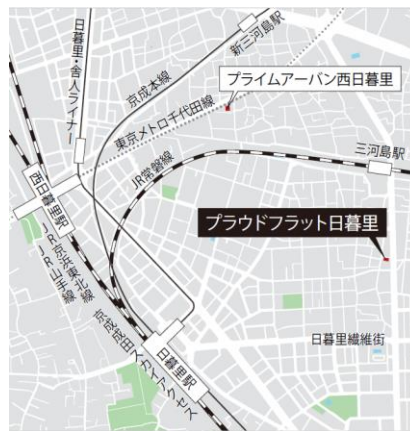 日暮里・舎人ライナー
京成本線
新三河島駅
プライムアーバン西日暮里
東京メトロ千代田線
三河島駅
JR常磐線
西日暮里駅
プラウドフラット日暮里
JR京浜東北線
JR山手線
日暮里繊維街
日暮里駅
京成成田スカイアクセス